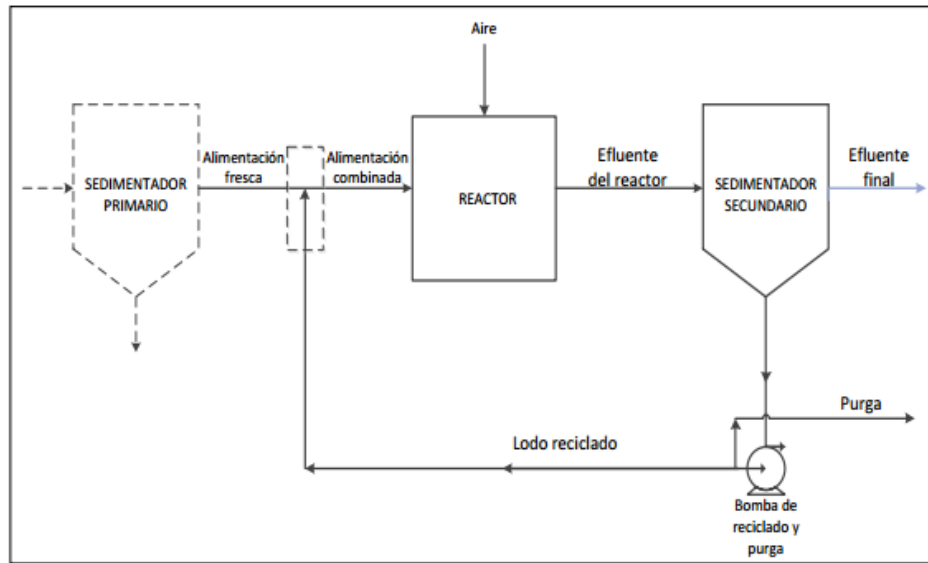 Aire
SEDIMENTADOR
PRIMARIO
Alimentación
fresca
Alimentación
combinada
REACTOR
Efluente
del reactor
SEDIMENTADOR
SECUNDARIO
Efluente
final
Purga
Lodo reciclado
Bomba de
reciclado y
purga